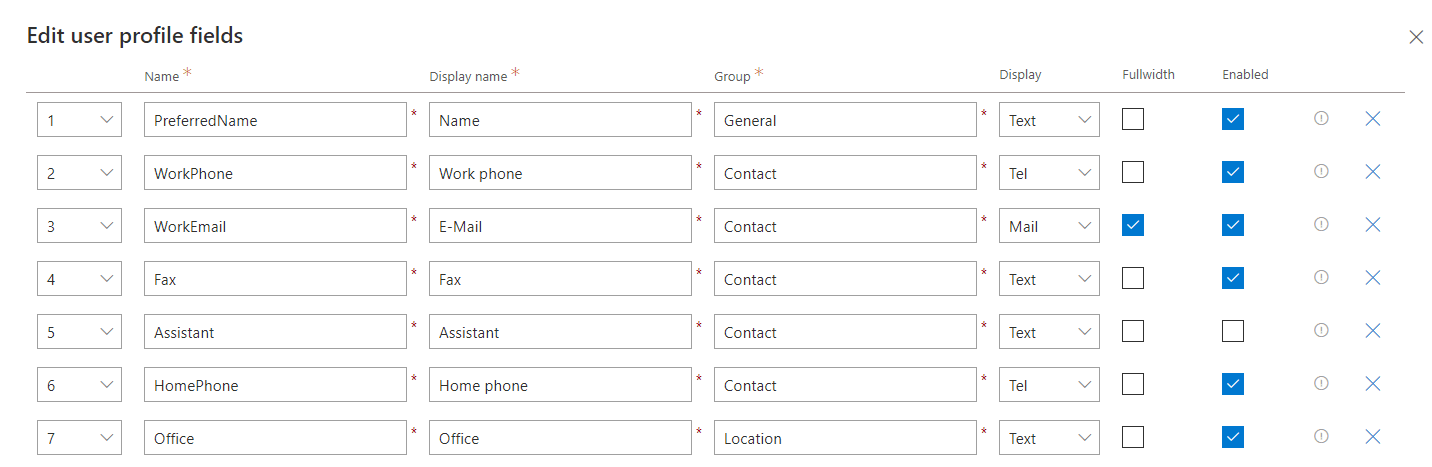 Edit user profile fields
Name * Display name * Group * Display Fullwidth Enabled
1 PreferredName * Name * General * Text
2 WorkPhone * Work phone * Contact * Tel
3 WorkEmail * E-Mail * Contact * Mail
4 Fax * Fax * Contact * Text
5 Assistant * Assistant * Contact * Text
6 HomePhone * Home phone * Contact * Tel
7 Office * Office * Location * Text